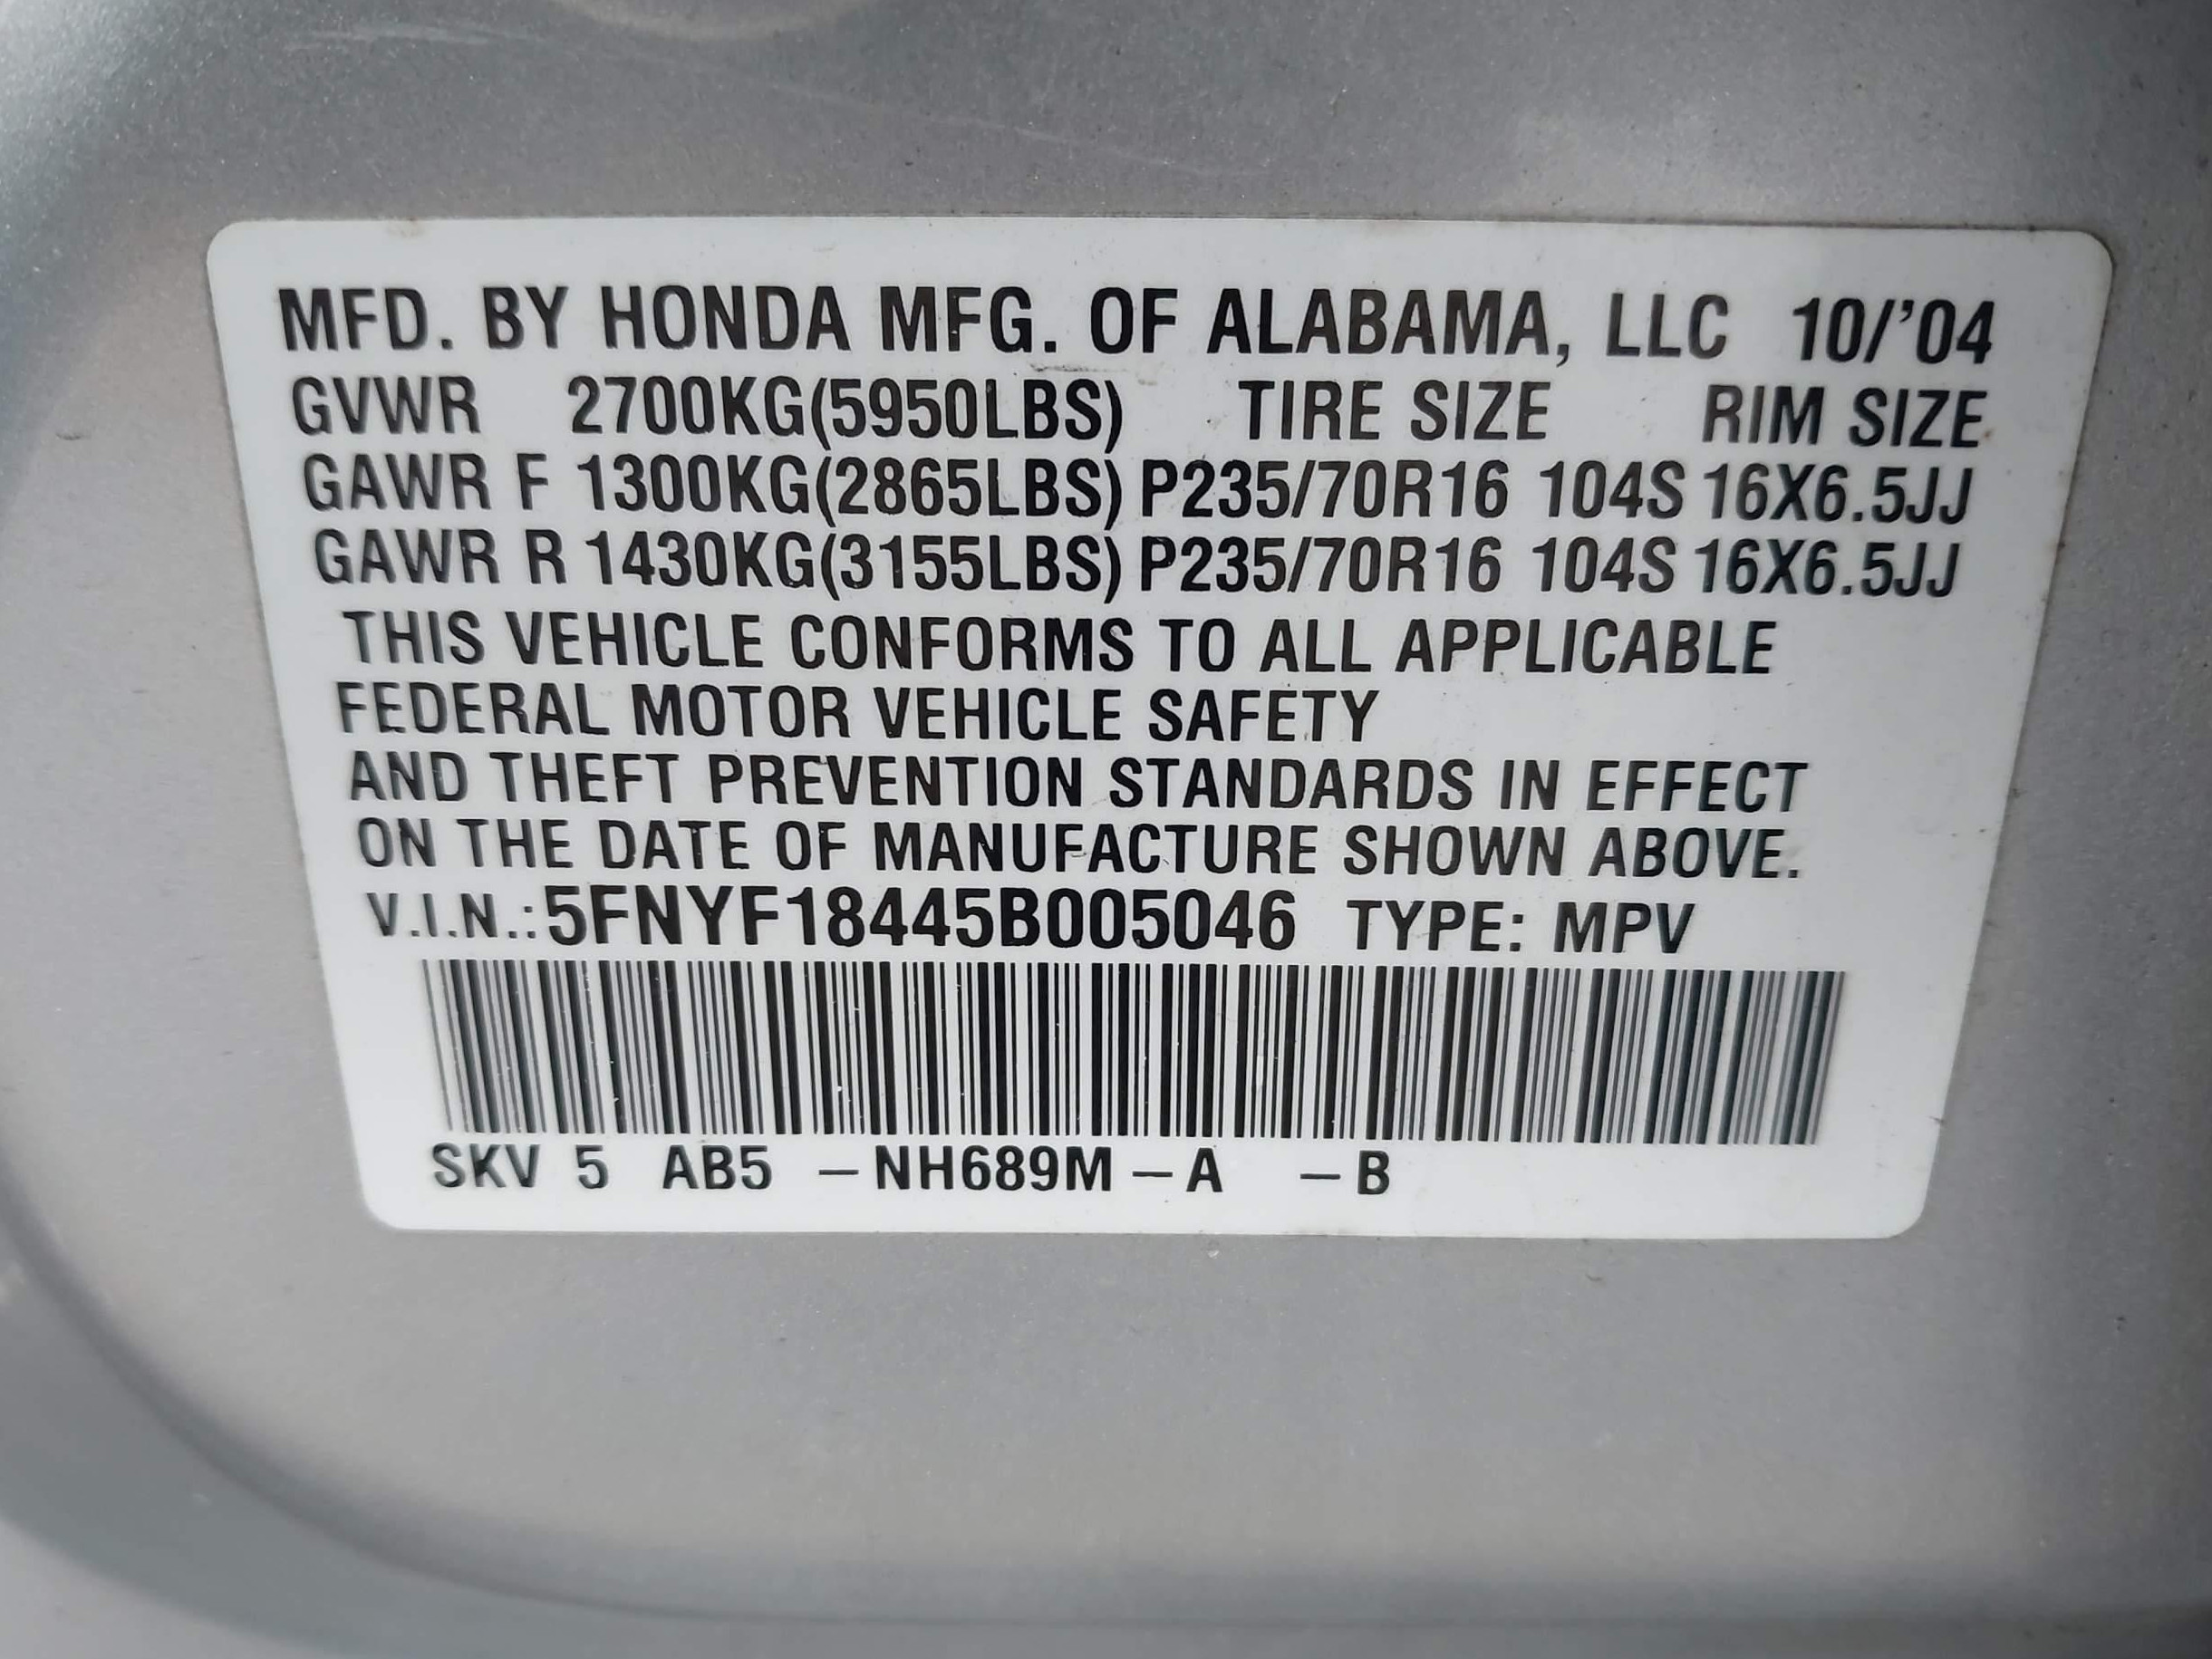 MFD. BY HONDA MFG. OF ALABAMA, LLC 10/'04
GVWR 2700KG(5950LBS) TIRE SIZE RIM SIZE
GAWR F 1300KG(2865LBS) P235/70R16 104S 16X6.5JJ
GAWR R 1430KG(3155LBS) P235/70R16 104S 16X6.5JJ
THIS VEHICLE CONFORMS TO ALL APPLICABLE
FEDERAL MOTOR VEHICLE SAFETY
AND THEFT PREVENTION STANDARDS IN EFFECT
ON THE DATE OF MANUFACTURE SHOWN ABOVE.
V.I.N.:5FNYF18445B005046 TYPE: MPV
SKV 5 AB5 –NH689M–A –B